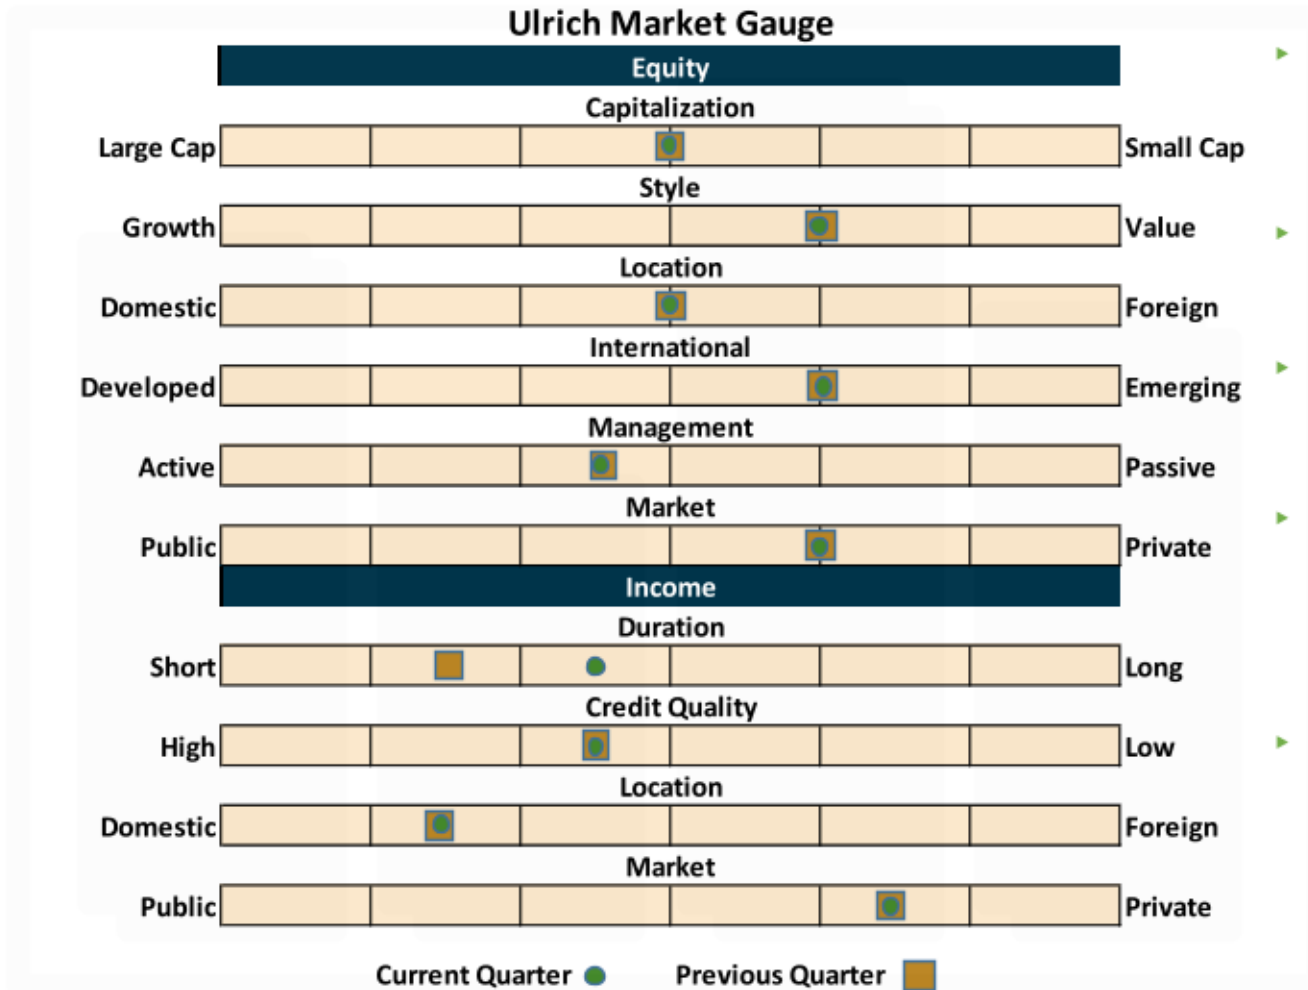 Ulrich Market Gauge
Equity
Capitalization
Large Cap Small Cap
Style
Growth Value
Location
Domestic Foreign
International
Developed Emerging
Management
Active Passive
Market
Public Private
Income
Duration
Short Long
Credit Quality
High Low
Location
Domestic Foreign
Market
Public Private
Current Quarter Previous Quarter